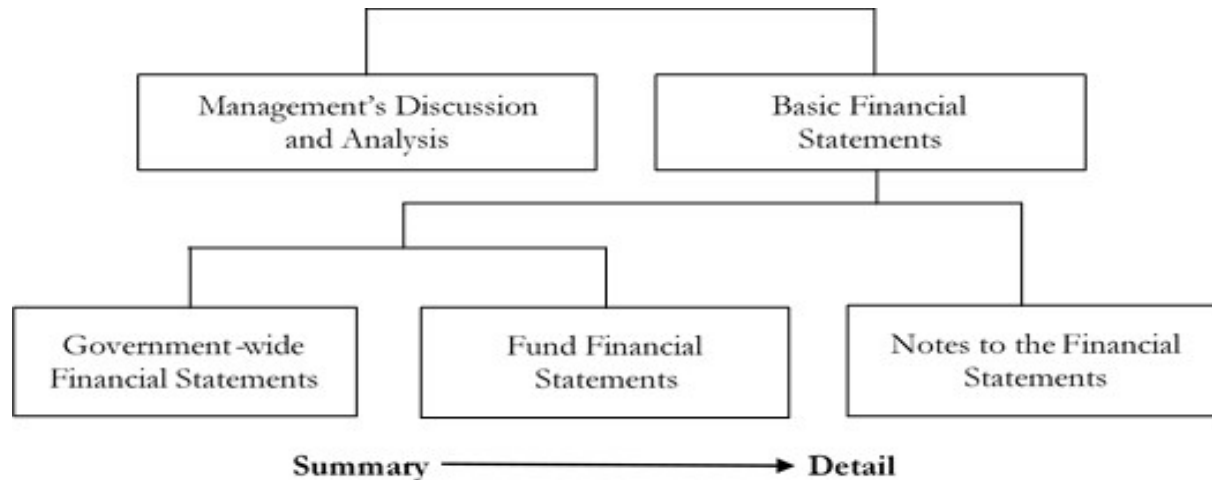 Management’s Discussion
and Analysis
Basic Financial
Statements
Government-wide
Financial Statements
Fund Financial
Statements
Notes to the Financial
Statements
Summary
Detail